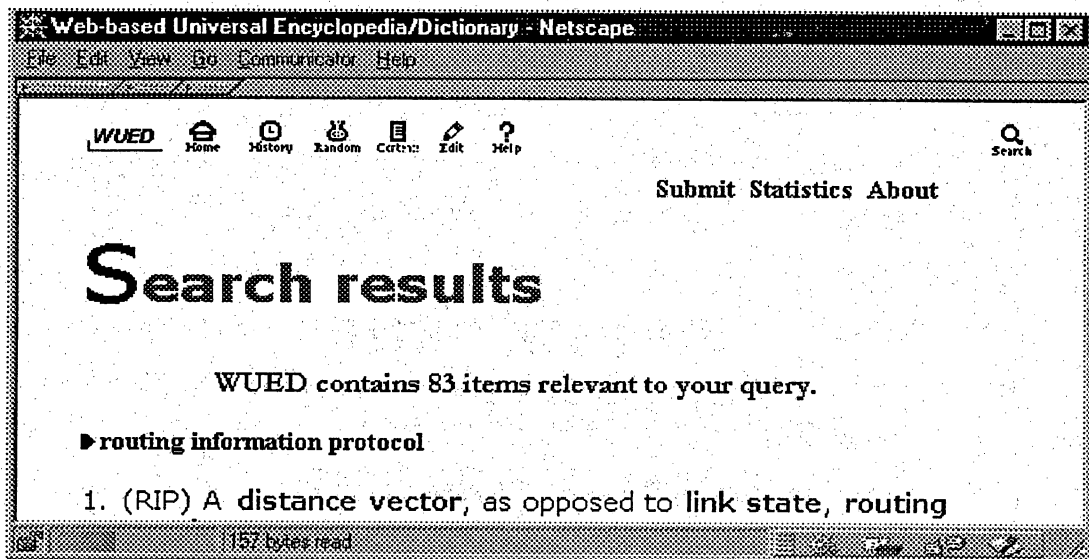 Web-based Universal Encyclopedia/Dictionary - Netscape
File Edit View Go Communicator Help
WUED Home History Random Edit Help Search
Submit Statistics About
Search results
WUED contains 83 items relevant to your query.
routing information protocol
1. (RIP) A distance vector, as opposed to link state, routing
157 bytes read